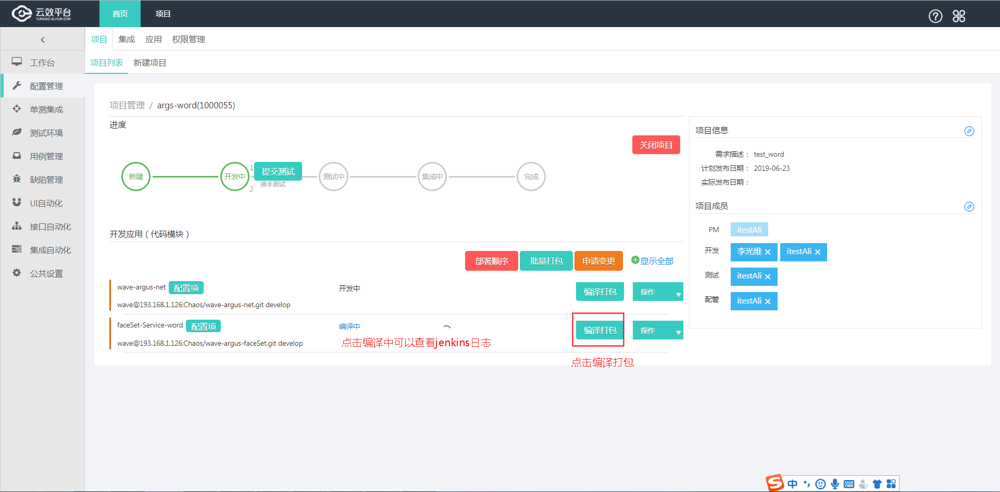 云效平台
YUNXIAO.ALIYUN.COM
首页
项目
项目
集成
应用
权限管理
项目列表
新建项目
工作台
配置管理
单测集成
测试环境
用例管理
缺陷管理
UI自动化
接口自动化
集成自动化
公共设置
项目管理 / args-word(1000055)
进度
关闭项目
新建
开发中
1
提交测试
2
接手测试
测试中
集成中
完成
开发应用（代码模块）
部署顺序
批量打包
申请变更
显示全部
wave-argus-net 配置项
开发中
编译打包
操作
wave@193.168.1.126:Chaos/wave-argus-net.git develop
faceSet-Service-word 配置项
编译中
编译打包
操作
wave@193.168.1.126:Chaos/wave-argus-faceSet.git develop
点击编译中可以查看jenkins日志
点击编译打包
项目信息
需求描述： test_word
计划发布日期： 2019-06-23
实际发布日期：
项目成员
PM itestAli
开发 李光维 × itestAli ×
测试 itestAli ×
配管 itestAli ×
S 中